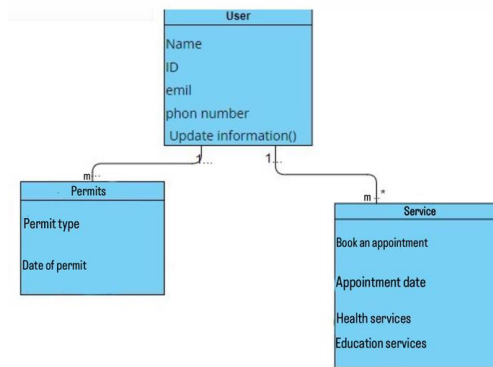 User
Name
ID
emil
phon number
Update information()
1...
1...
m...
m..*
Permits
Permit type
Date of permit
Service
Book an appointment
Appointment date
Health services
Education services